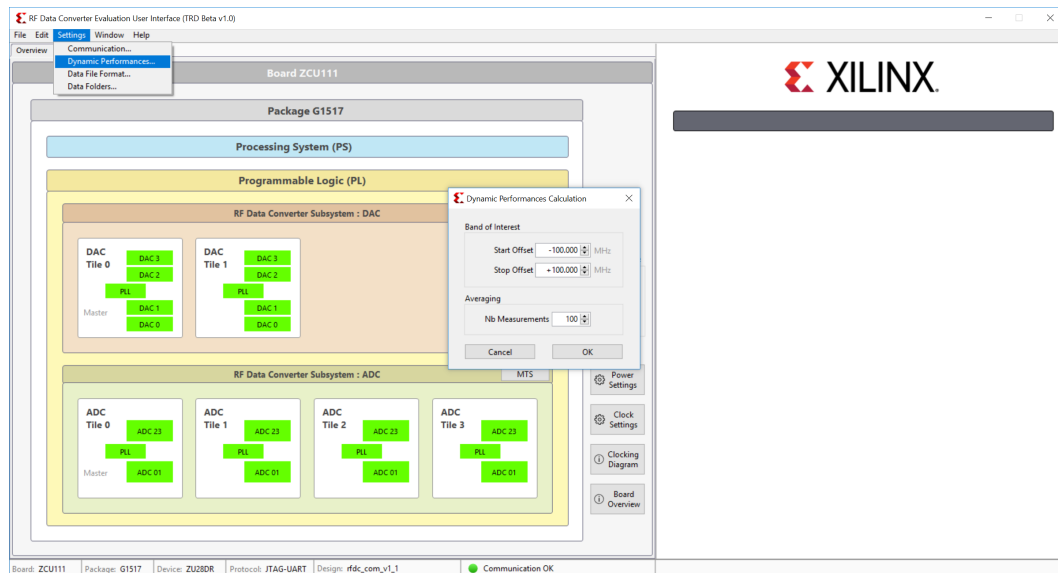 RF Data Converter Evaluation User Interface (TRD Beta v1.0)
File Edit Settings Window Help
Overview
Communication...
Dynamic Performances...
Data File Format...
Data Folders...
Board ZCU111
XILINX.
Package G1517
Processing System (PS)
Programmable Logic (PL)
RF Data Converter Subsystem : DAC
DAC
Tile 0
DAC 3
DAC 2
PLL
Master
DAC 1
DAC 0
DAC
Tile 1
DAC 3
DAC 2
PLL
DAC 1
DAC 0
Dynamic Performances Calculation
Band of Interest
Start Offset -100.000 MHz
Stop Offset +100.000 MHz
Averaging
Nb Measurements 100
Cancel OK
RF Data Converter Subsystem : ADC
MTS
ADC
Tile 0
ADC 23
PLL
Master
ADC 01
ADC
Tile 1
ADC 23
PLL
ADC 01
ADC
Tile 2
ADC 23
PLL
ADC 01
ADC
Tile 3
ADC 23
PLL
ADC 01
Power
Settings
Clock
Settings
Clocking
Diagram
Board
Overview
Board: ZCU111 Package: G1517 Device: ZU28DR Protocol: JTAG-UART Design: rfdc_com_v1_1 Communication OK